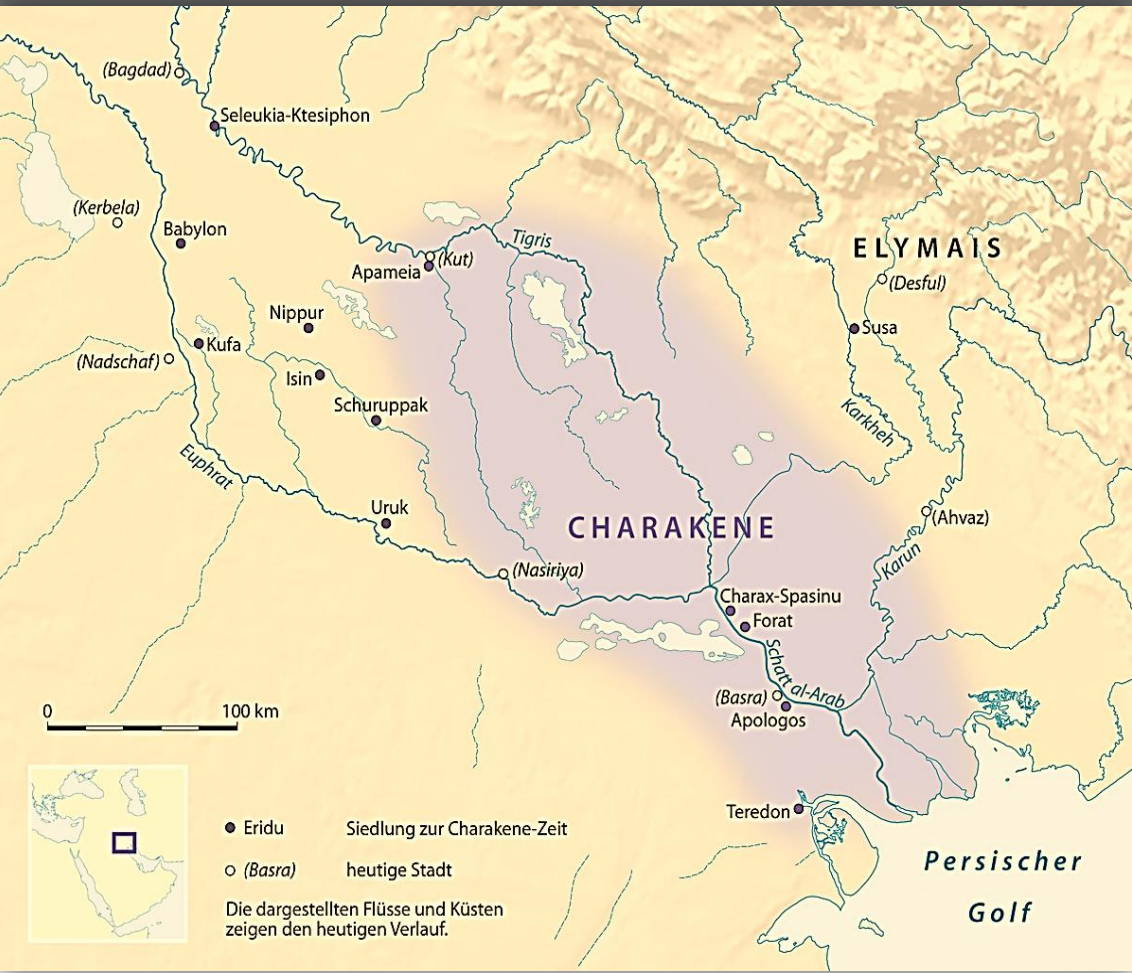 (Bagdad)
Seleukia-Ktesiphon
(Kerbela)
Babylon
Tigris
ELYMAIS
(Kut)
Apameia
(Desful)
Nippur
Susa
Kufa
(Nadschaf)
Isin
Schuruppak
Karkheh
Euphrat
Uruk
CHARAKENE
(Ahvaz)
(Nasiriya)
Karun
Charax-Spasinu
Forat
Schatt al-Arab
(Basra)
Apologos
0 100 km
Teredon
Eridu Siedlung zur Charakene-Zeit
(Basra) heutige Stadt
Die dargestellten Flüsse und Küsten
zeigen den heutigen Verlauf.
Persischer
Golf